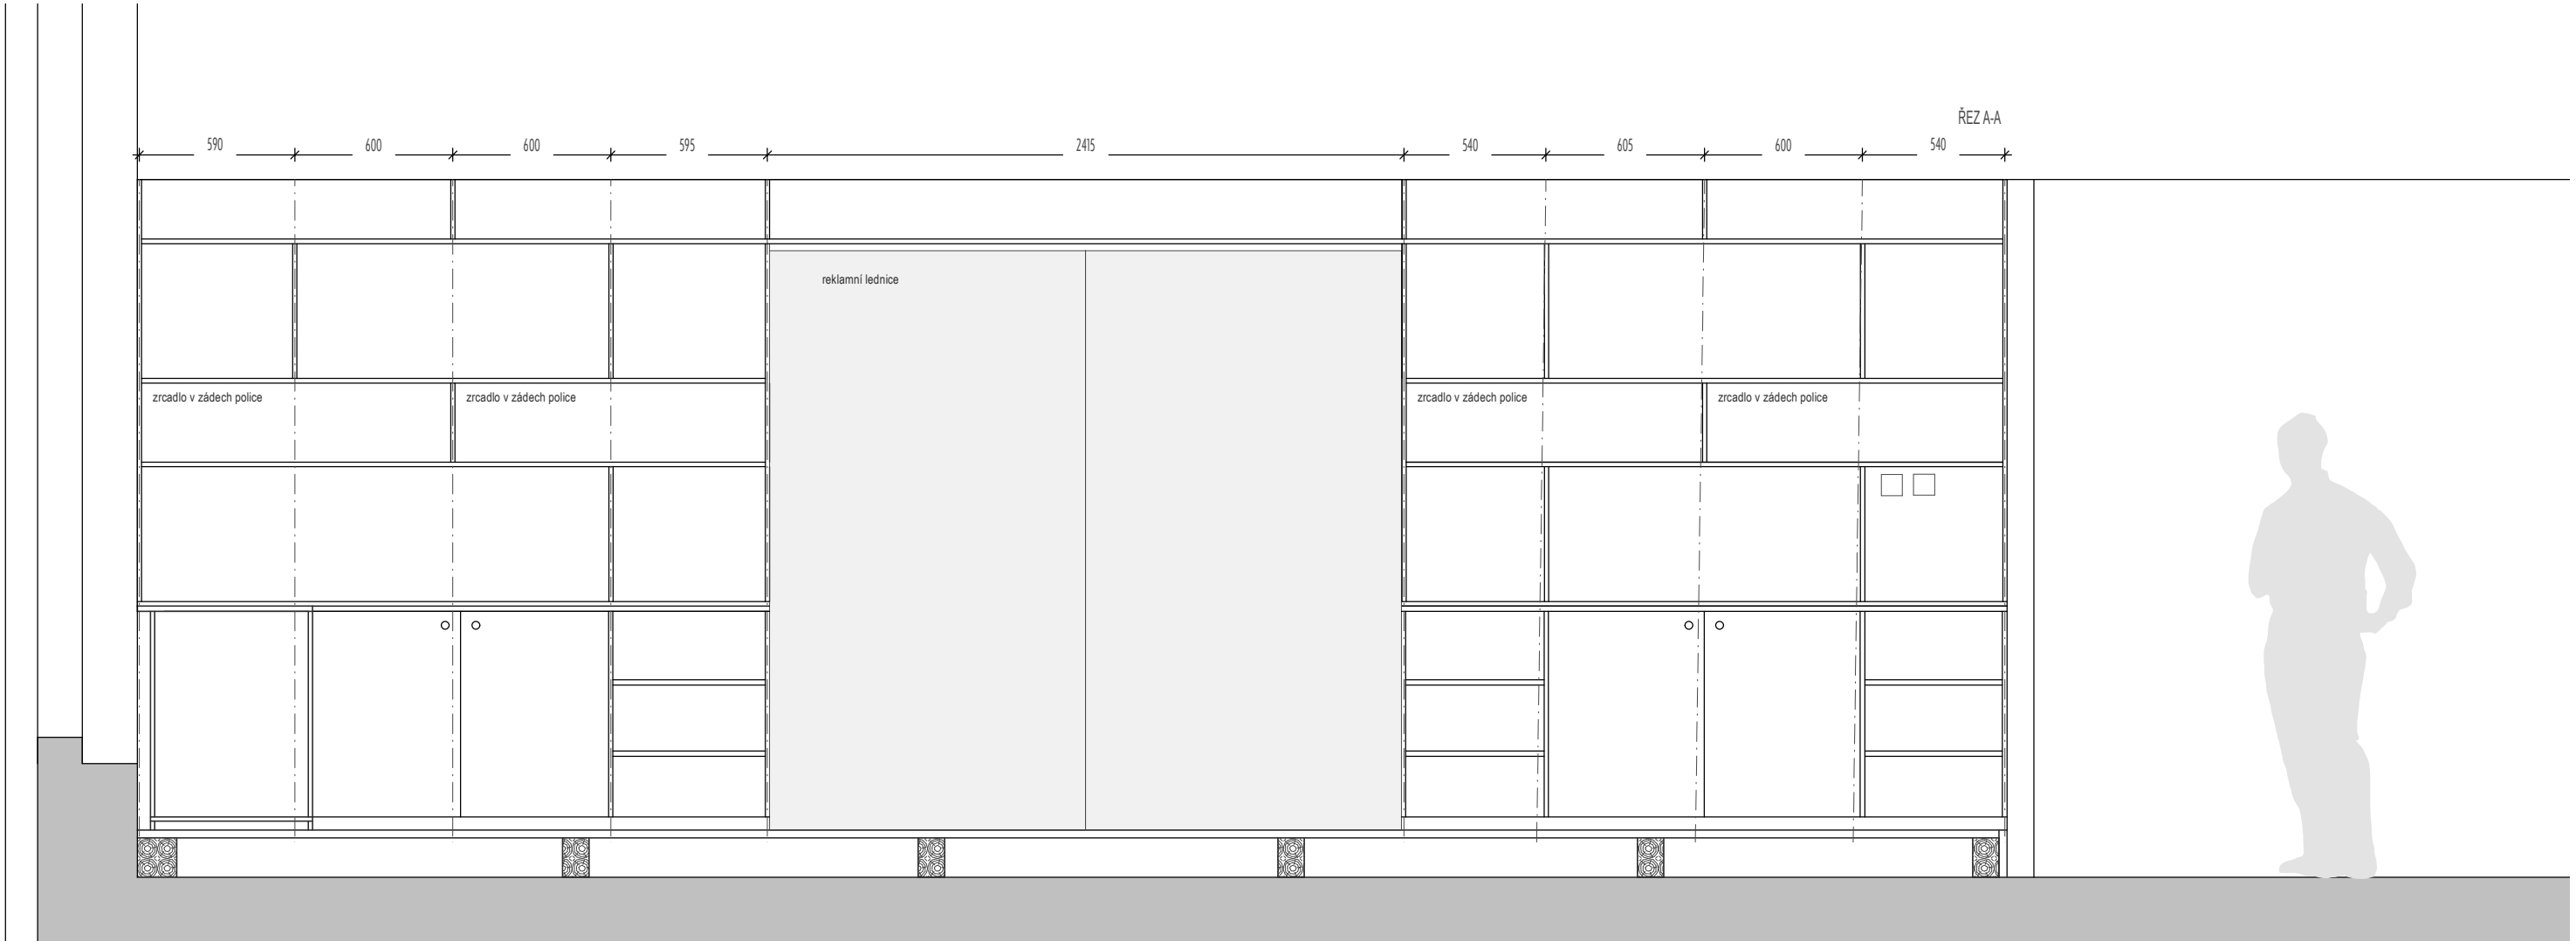 ŘEZ A-A
590 600 600 595 2415 540 605 600 540
reklamní lednice
zrcadlo v zádech police zrcadlo v zádech police zrcadlo v zádech police zrcadlo v zádech police